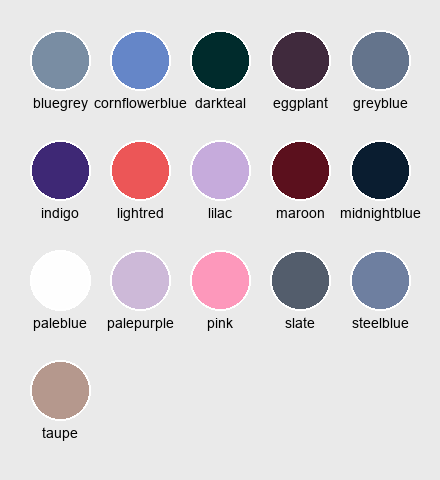 bluegrey cornflowerblue darkteal eggplant greyblue
indigo lightred lilac maroon midnightblue
paleblue palepurple pink slate steelblue
taupe